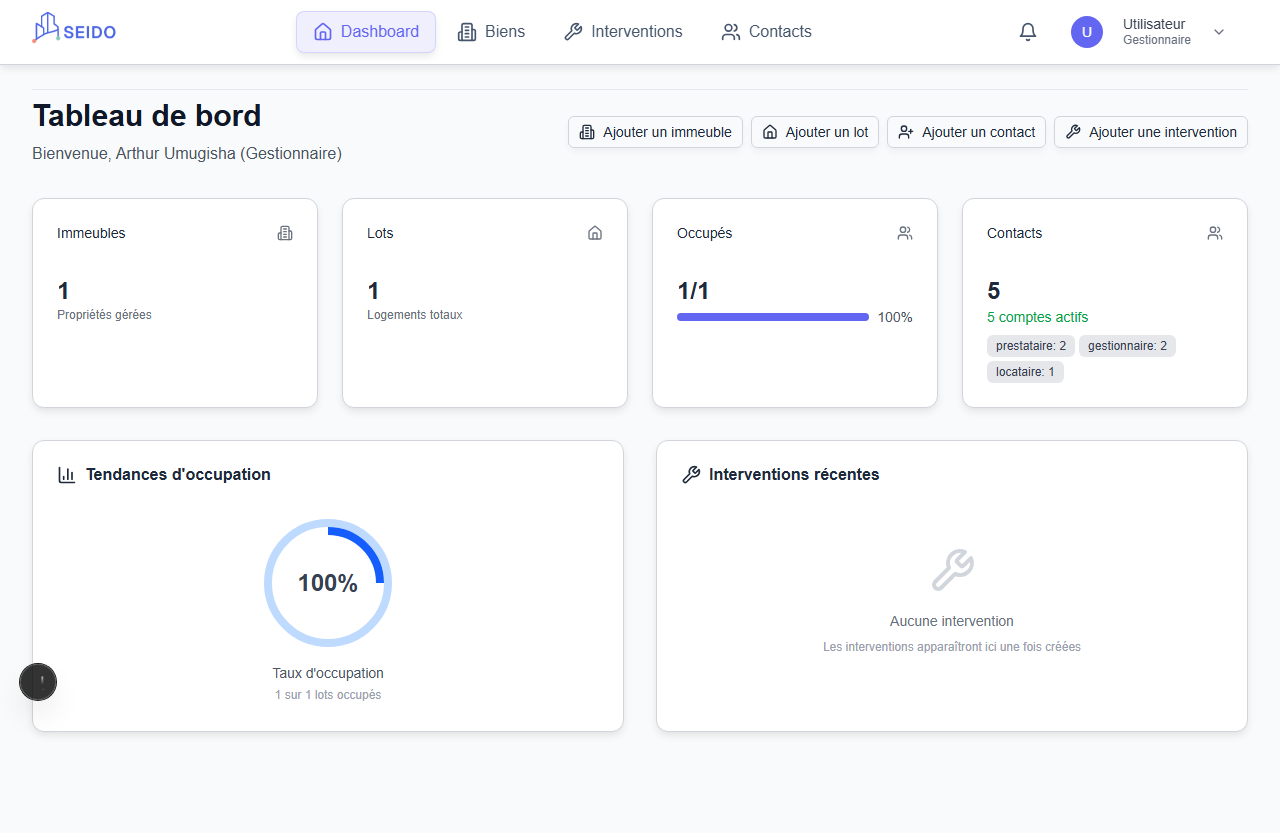 SEIDO
Dashboard
Biens
Interventions
Contacts
U
Utilisateur
Gestionnaire
Tableau de bord
Bienvenue, Arthur Umugisha (Gestionnaire)
Ajouter un immeuble
Ajouter un lot
Ajouter un contact
Ajouter une intervention
Immeubles
1
Propriétés gérées
Lots
1
Logements totaux
Occupés
1/1
100%
Contacts
5
5 comptes actifs
prestataire: 2
gestionnaire: 2
locataire: 1
Tendances d'occupation
100%
Taux d'occupation
1 sur 1 lots occupés
Interventions récentes
Aucune intervention
Les interventions apparaîtront ici une fois créées